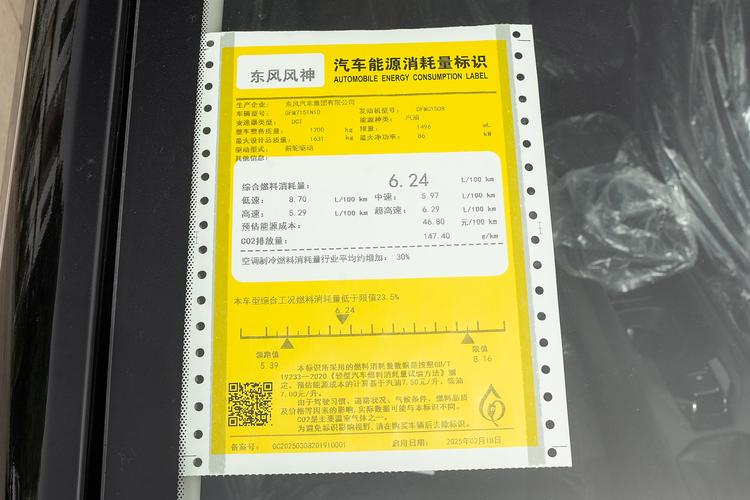 东风风神
汽车能源消耗量标识
AUTOMOBILE ENERGY CONSUMPTION LABEL
生产企业: 东风汽车集团有限公司
车辆型号: DFM7151N1D 发动机型号: DFMC15DR
变速器类型: DCT 能源种类: 汽油
整车整备质量: 1200 kg 排量: 1496 mL
最大设计总质量: 1631 kg 最大净功率: 86 kW
驱动型式: 前轮驱动
其他信息:
综合燃料消耗量: 6.24 L/100 km
低速: 8.70 L/100 km 中速: 5.97 L/100 km
高速: 5.29 L/100 km 超高速: 6.29 L/100 km
预估能源成本: 46.80 元/100 km
CO2排放量: 147.40 g/km
空调制冷燃料消耗量行业平均约增加: 30%
本车型综合工况燃料消耗量低于限值23.5%
6.24
领跑值
5.39
限值
8.16
本标识所采用的燃料消耗量数据是按照GB/T
19233—2020《轻型汽车燃料消耗量试验方法》测
定。预估能源成本的计算基于汽油7.50元/升,柴油
7.00元/升。
由于驾驶习惯、道路状况、气候条件、燃料品质
及价格等因素的影响,实际数据可能与本标识不同。
CO2是主要温室气体之一。
为避免标识影响视野,请在购买车辆后去除标识。
备案号: QC20250308201910001 启用日期: 2025年02月18日